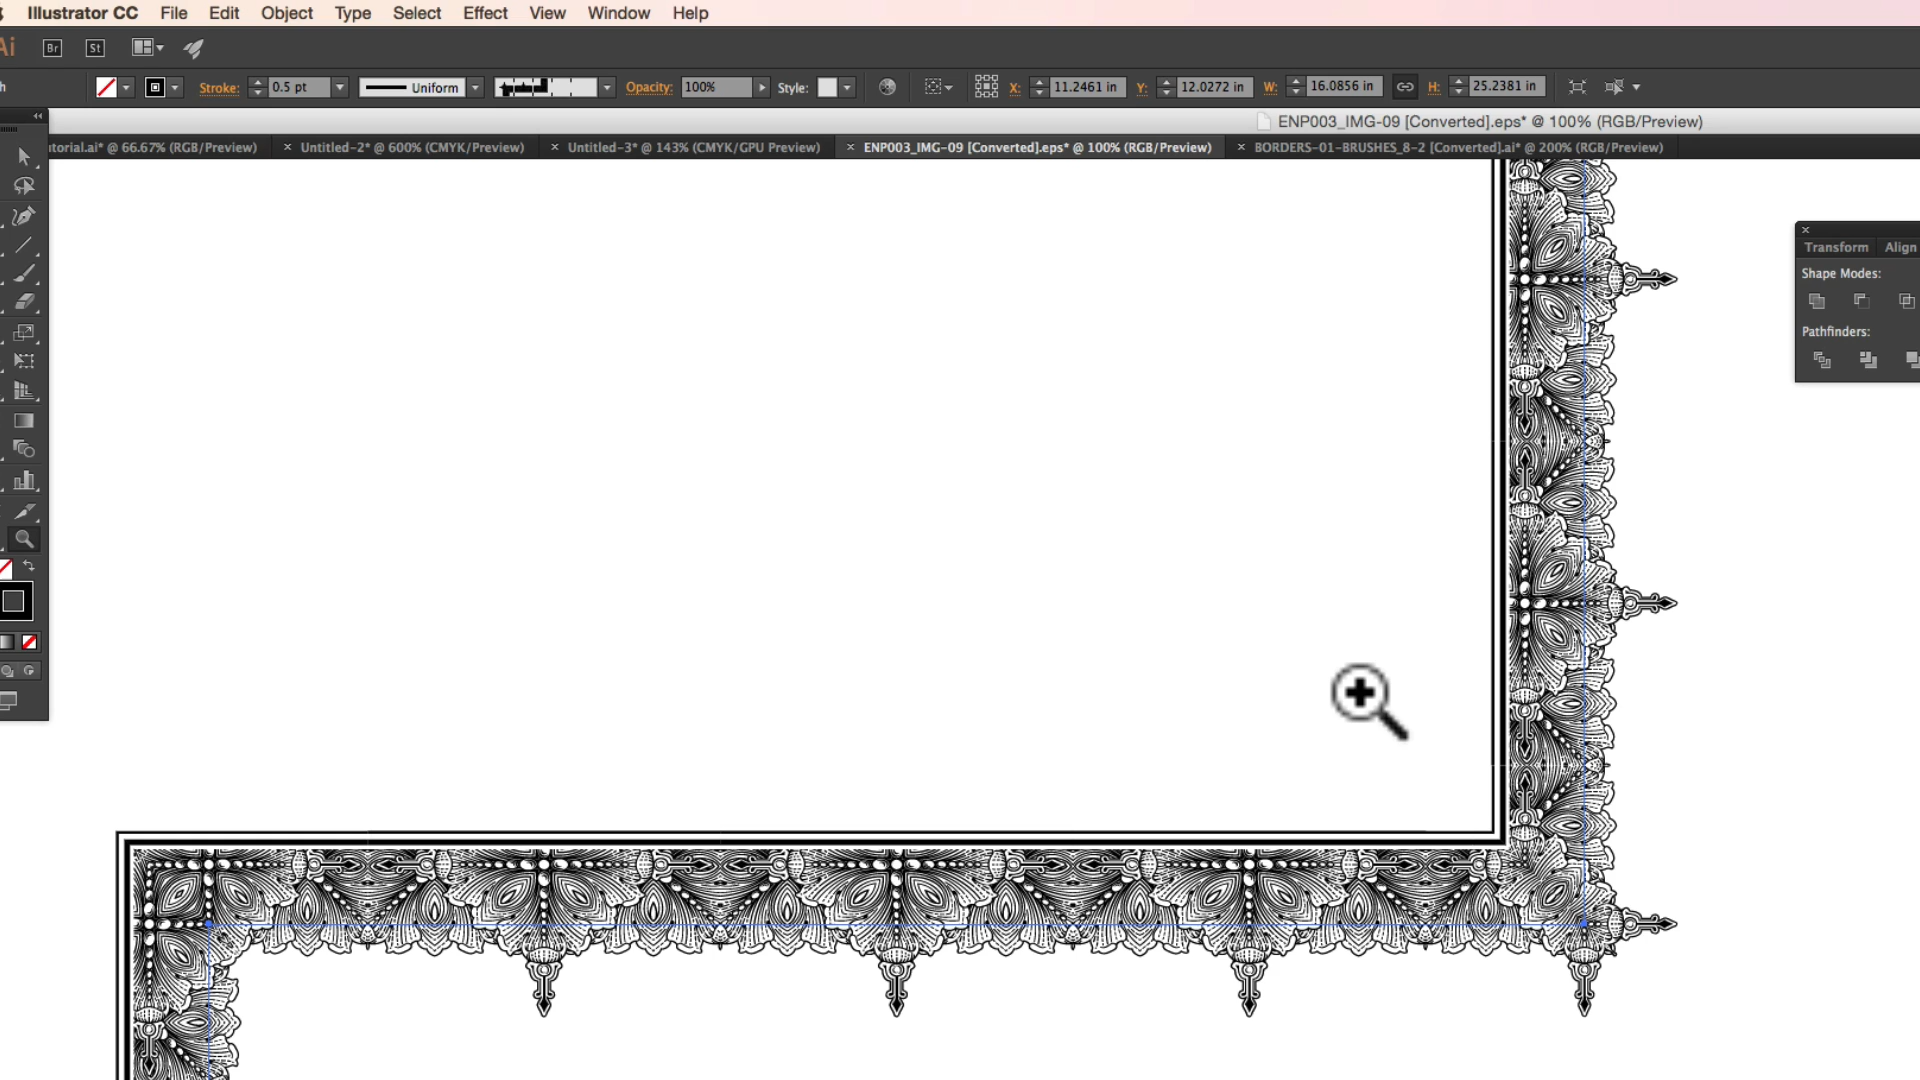 Illustrator CC File Edit Object Type Select Effect View Window Help
Ai Br St
h Stroke: 0.5 pt Uniform Opacity: 100% Style: X: 11.2461 in Y: 12.0272 in W: 16.0856 in H: 25.2381 in
ENP003_IMG-09 [Converted].eps* @ 100% (RGB/Preview)
utorial.ai* @ 66.67% (RGB/Preview) × Untitled-2* @ 600% (CMYK/Preview) × Untitled-3* @ 143% (CMYK/GPU Preview) × ENP003_IMG-09 [Converted].eps* @ 100% (RGB/Preview) × BORDERS-01-BRUSHES_8-2 [Converted].ai* @ 200% (RGB/Preview)
Transform Align
Shape Modes:
Pathfinders: